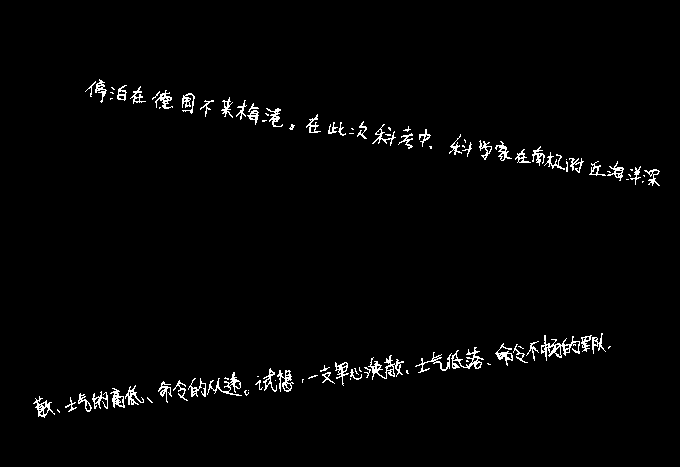 停泊在德国不来梅港。在此次科考中,科学家在南极附近海洋深
散、士气的高低、命令的从违。试想,一支军心涣散,士气低落、命令不畅的军队,